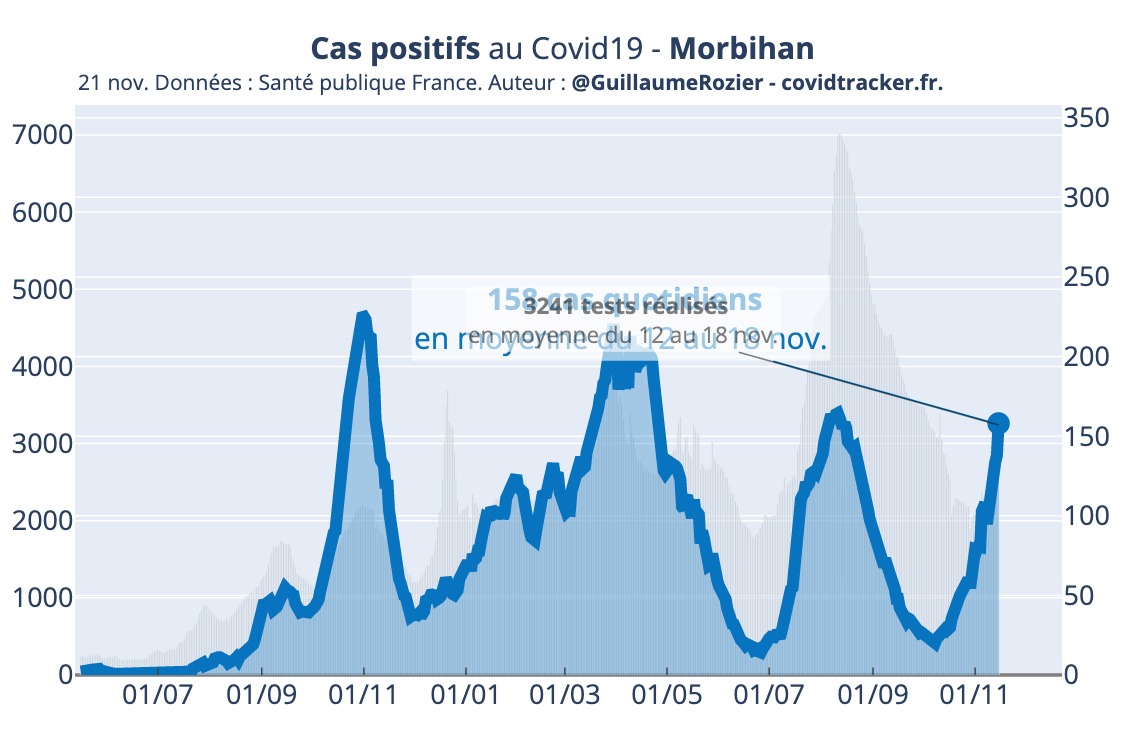 Cas positifs au Covid19 - Morbihan
21 nov. Données : Santé publique France. Auteur : @GuillaumeRozier - covidtracker.fr.
7000
6000
5000
4000
3000
2000
1000
0
350
300
250
200
150
100
50
0
158 cas quotidiens
en moyenne du 12 au 18 nov.
3241 tests réalisés
en moyenne du 12 au 18 nov.
01/07 01/09 01/11 01/01 01/03 01/05 01/07 01/09 01/11